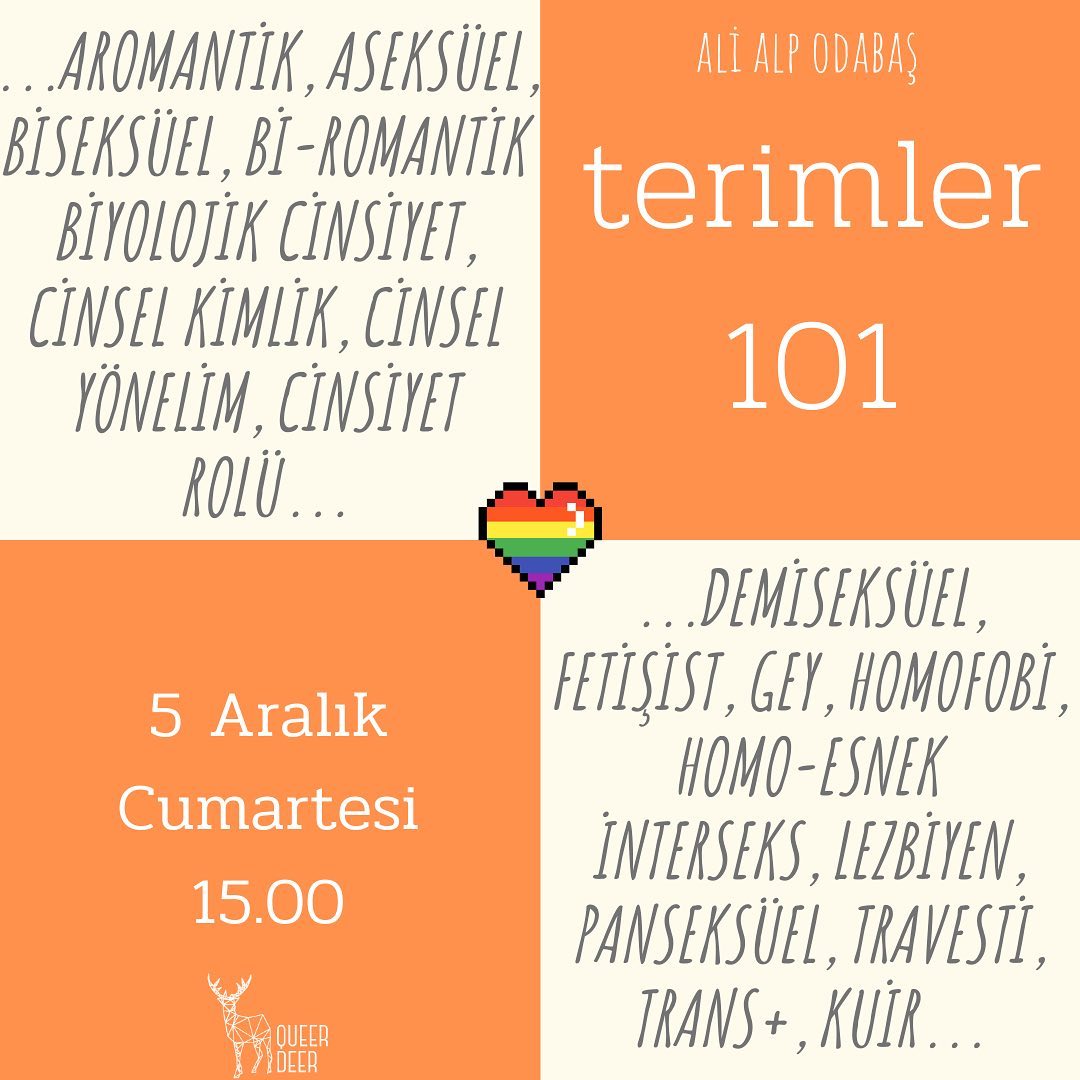 ...AROMANTİK, ASEKSÜEL,
BİSEKSÜEL, Bİ-ROMANTİK
BİYOLOJİK CİNSİYET,
CİNSEL KİMLİK, CİNSEL
YÖNELİM, CİNSİYET
ROLÜ...
ALİ ALP ODABAŞ
terimler
101
5 Aralık
Cumartesi
15.00
QUEER
DEER
...DEMİSEKSÜEL,
FETİŞİST, GEY, HOMOFOBİ,
HOMO-ESNEK
İNTERSEKS, LEZBİYEN,
PANSEKSÜEL, TRAVESTİ,
TRANS+, KUİR...